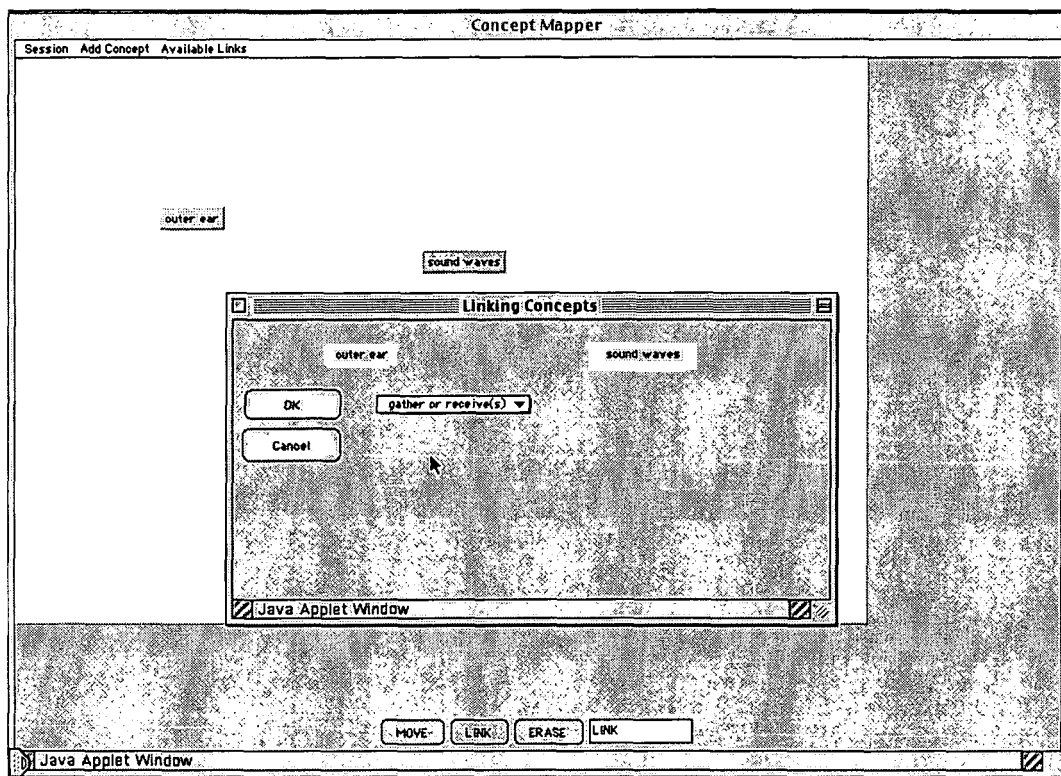 Concept Mapper
Session Add Concept Available Links
outer ear
sound waves
Linking Concepts
outer ear sound waves
OK gather or receive(s)
Cancel
Java Applet Window
MOVE LINK ERASE LINK
Java Applet Window